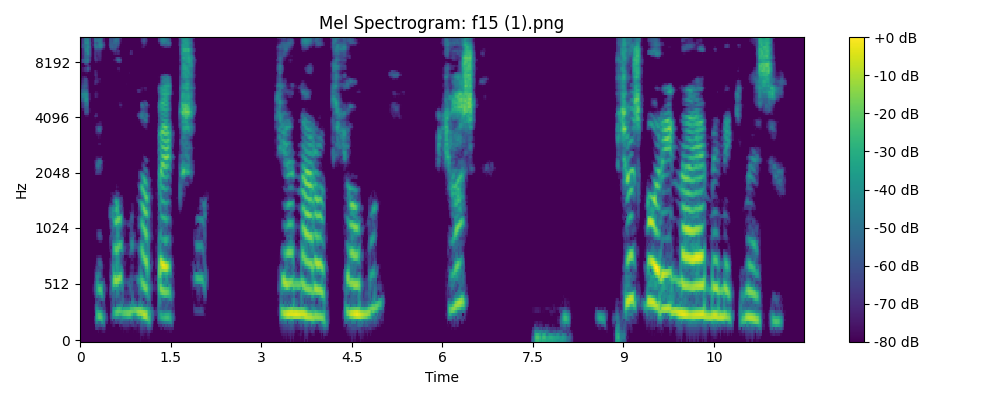 Mel Spectrogram: f15 (1).png
Hz
8192
4096
2048
1024
512
0
0 1.5 3 4.5 6 7.5 9 10
Time
+0 dB
-10 dB
-20 dB
-30 dB
-40 dB
-50 dB
-60 dB
-70 dB
-80 dB